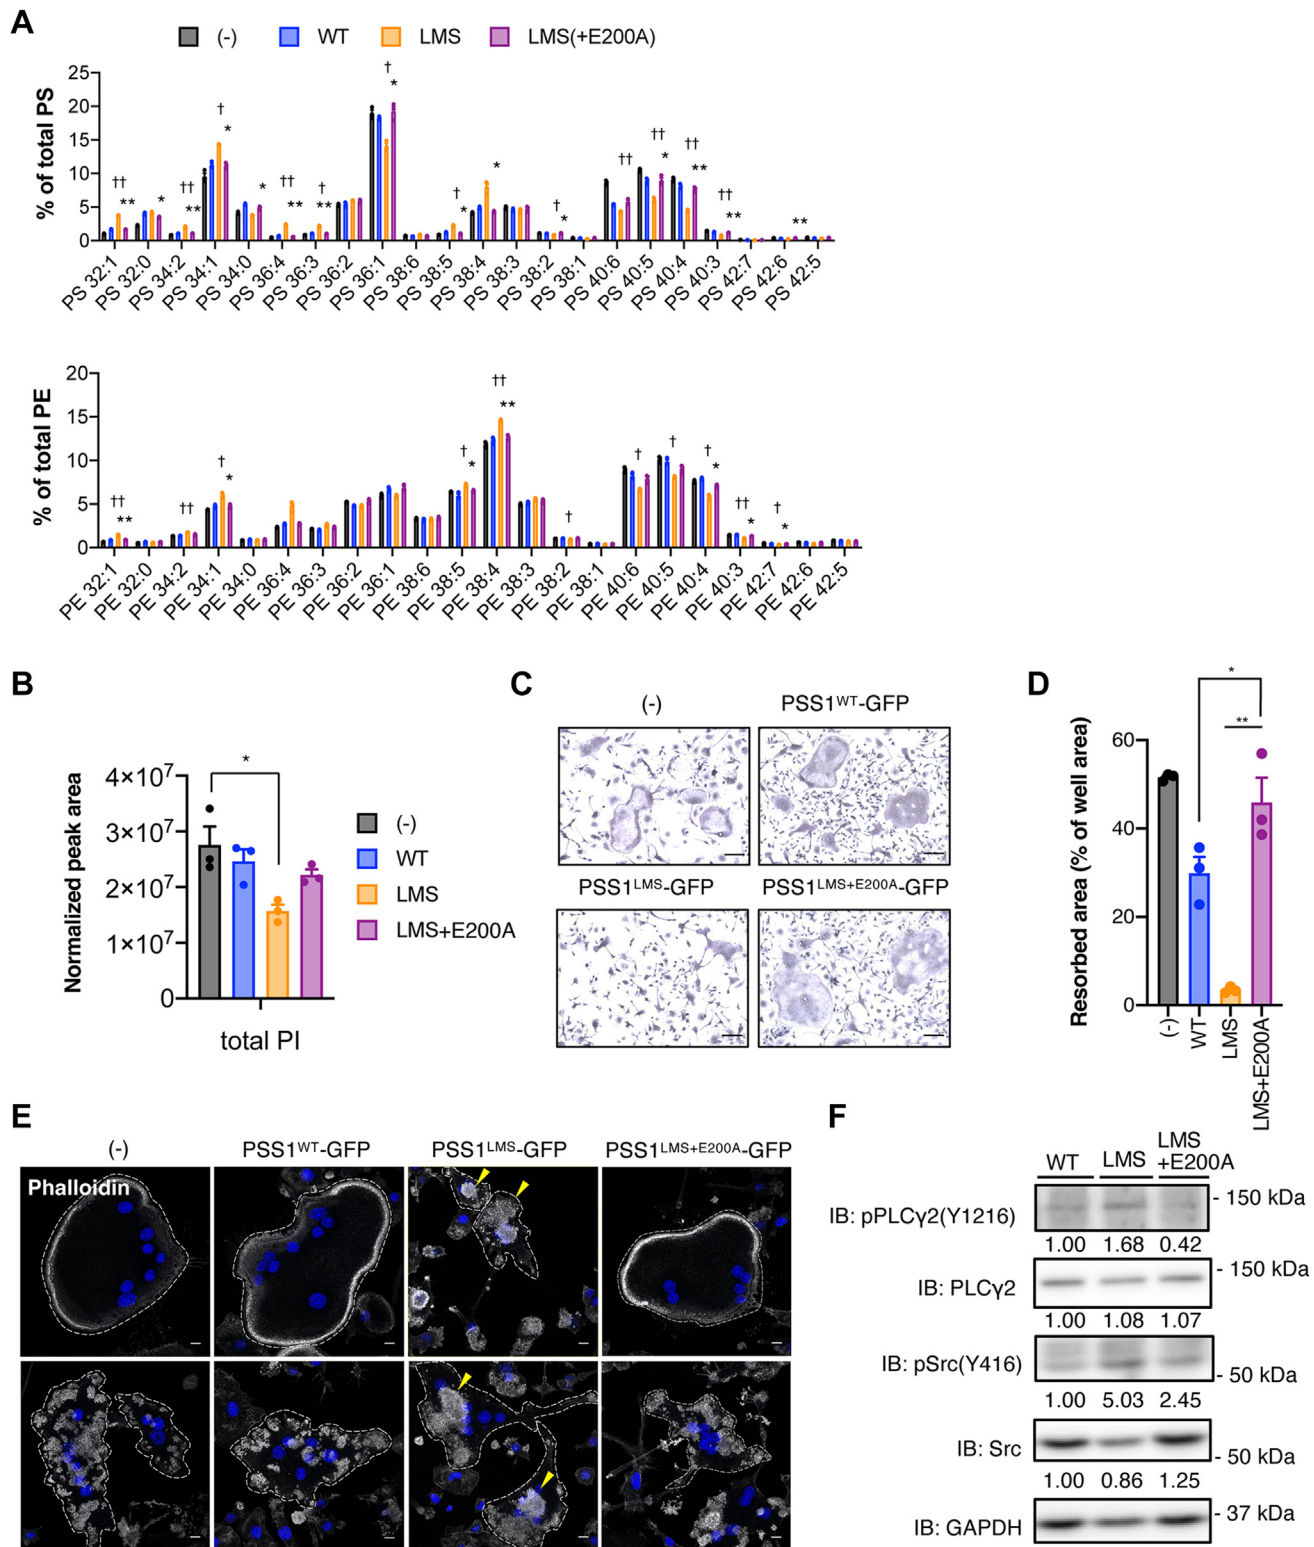 A
(-) WT LMS LMS(+E200A)
% of total PS
25
20
15
10
5
0
† *
†† ** * †† ** † * * †† ** † ** † * * † * †† †† * †† ** †† ** **
PS 32:1 PS 32:0 PS 34:2 PS 34:1 PS 34:0 PS 36:4 PS 36:3 PS 36:2 PS 36:1 PS 38:6 PS 38:5 PS 38:4 PS 38:3 PS 38:2 PS 38:1 PS 40:6 PS 40:5 PS 40:4 PS 40:3 PS 42:7 PS 42:6 PS 42:5
% of total PE
20
15
10
5
0
†† ** †† † * † * †† ** † † † † * †† * † *
PE 32:1 PE 32:0 PE 34:2 PE 34:1 PE 34:0 PE 36:4 PE 36:3 PE 36:2 PE 36:1 PE 38:6 PE 38:5 PE 38:4 PE 38:3 PE 38:2 PE 38:1 PE 40:6 PE 40:5 PE 40:4 PE 40:3 PE 42:7 PE 42:6 PE 42:5
B
Normalized peak area
4×10⁷
3×10⁷
2×10⁷
1×10⁷
0
*
total PI
(-)
WT
LMS
LMS+E200A
C
(-) PSS1ᵂᵀ-GFP
PSS1ᴸᴹˢ-GFP PSS1ᴸᴹˢ⁺ᴱ²⁰⁰ᴬ-GFP
D
Resorbed area (% of well area)
60
40
20
0
*
**
(-) WT LMS LMS+E200A
E
(-) PSS1ᵂᵀ-GFP PSS1ᴸᴹˢ-GFP PSS1ᴸᴹˢ⁺ᴱ²⁰⁰ᴬ-GFP
Phalloidin
F
WT LMS LMS
+E200A
IB: pPLCγ2(Y1216) - 150 kDa
1.00 1.68 0.42
IB: PLCγ2 - 150 kDa
1.00 1.08 1.07
IB: pSrc(Y416) - 50 kDa
1.00 5.03 2.45
IB: Src - 50 kDa
1.00 0.86 1.25
IB: GAPDH - 37 kDa